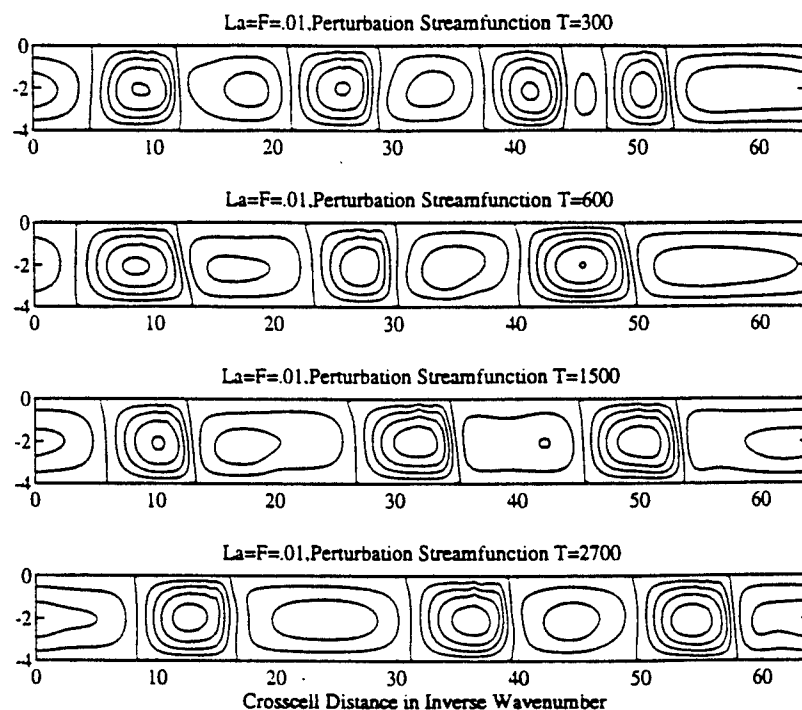 La=F=.01,Perturbation Streamfunction T=300
0
-2
-4
0 10 20 30 40 50 60
La=F=.01,Perturbation Streamfunction T=600
0
-2
-4
0 10 20 30 40 50 60
La=F=.01,Perturbation Streamfunction T=1500
0
-2
-4
0 10 20 30 40 50 60
La=F=.01,Perturbation Streamfunction T=2700
0
-2
-4
0 10 20 30 40 50 60
Crosscell Distance in Inverse Wavenumber